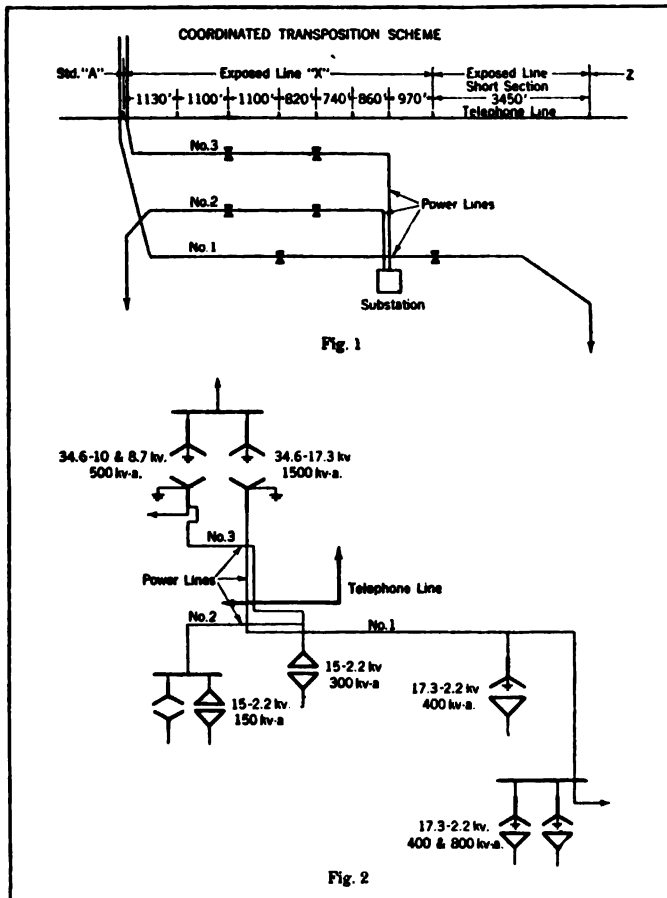 COORDINATED TRANSPOSITION SCHEME
Std. "A"
Exposed Line "X"
Exposed Line
Short Section
Z
1130'
1100'
1100'
820'
740'
860'
970'
3450'
Telephone Line
No.3
No.2
Power Lines
No.1
Substation
Fig. 1
34.6-10 & 8.7 kv.
500 kv-a.
34.6-17.3 kv
1500 kv-a.
No.3
Power Lines
Telephone Line
No.2
No.1
15-2.2 kv
300 kv-a
15-2.2 kv.
150 kv-a
17.3-2.2 kv
400 kv-a.
17.3-2.2 kv.
400 & 800 kv-a.
Fig. 2